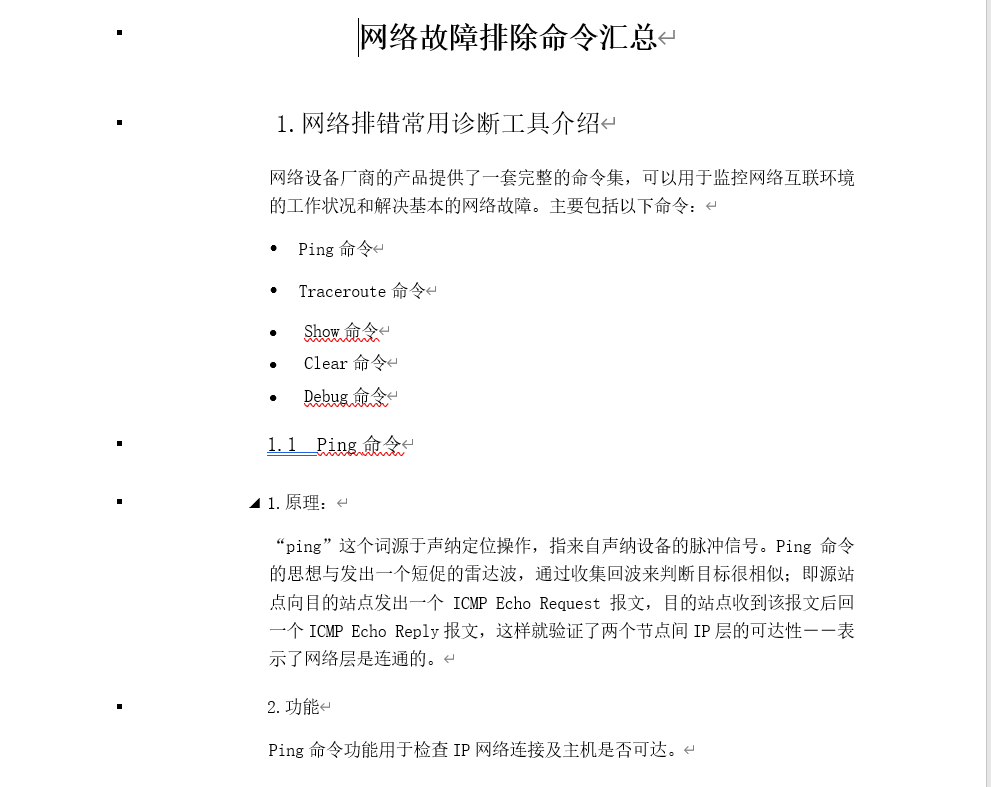 网络故障排除命令汇总
1.网络排错常用诊断工具介绍
网络设备厂商的产品提供了一套完整的命令集，可以用于监控网络互联环境
的工作状况和解决基本的网络故障。主要包括以下命令：
Ping 命令
Traceroute 命令
Show 命令
Clear 命令
Debug 命令
1.1 Ping 命令
1.原理：
“ping”这个词源于声纳定位操作，指来自声纳设备的脉冲信号。Ping 命令
的思想与发出一个短促的雷达波，通过收集回波来判断目标很相似；即源站
点向目的站点发出一个 ICMP Echo Request 报文，目的站点收到该报文后回
一个 ICMP Echo Reply 报文，这样就验证了两个节点间 IP 层的可达性－－表
示了网络层是连通的。
2.功能
Ping 命令功能用于检查 IP 网络连接及主机是否可达。